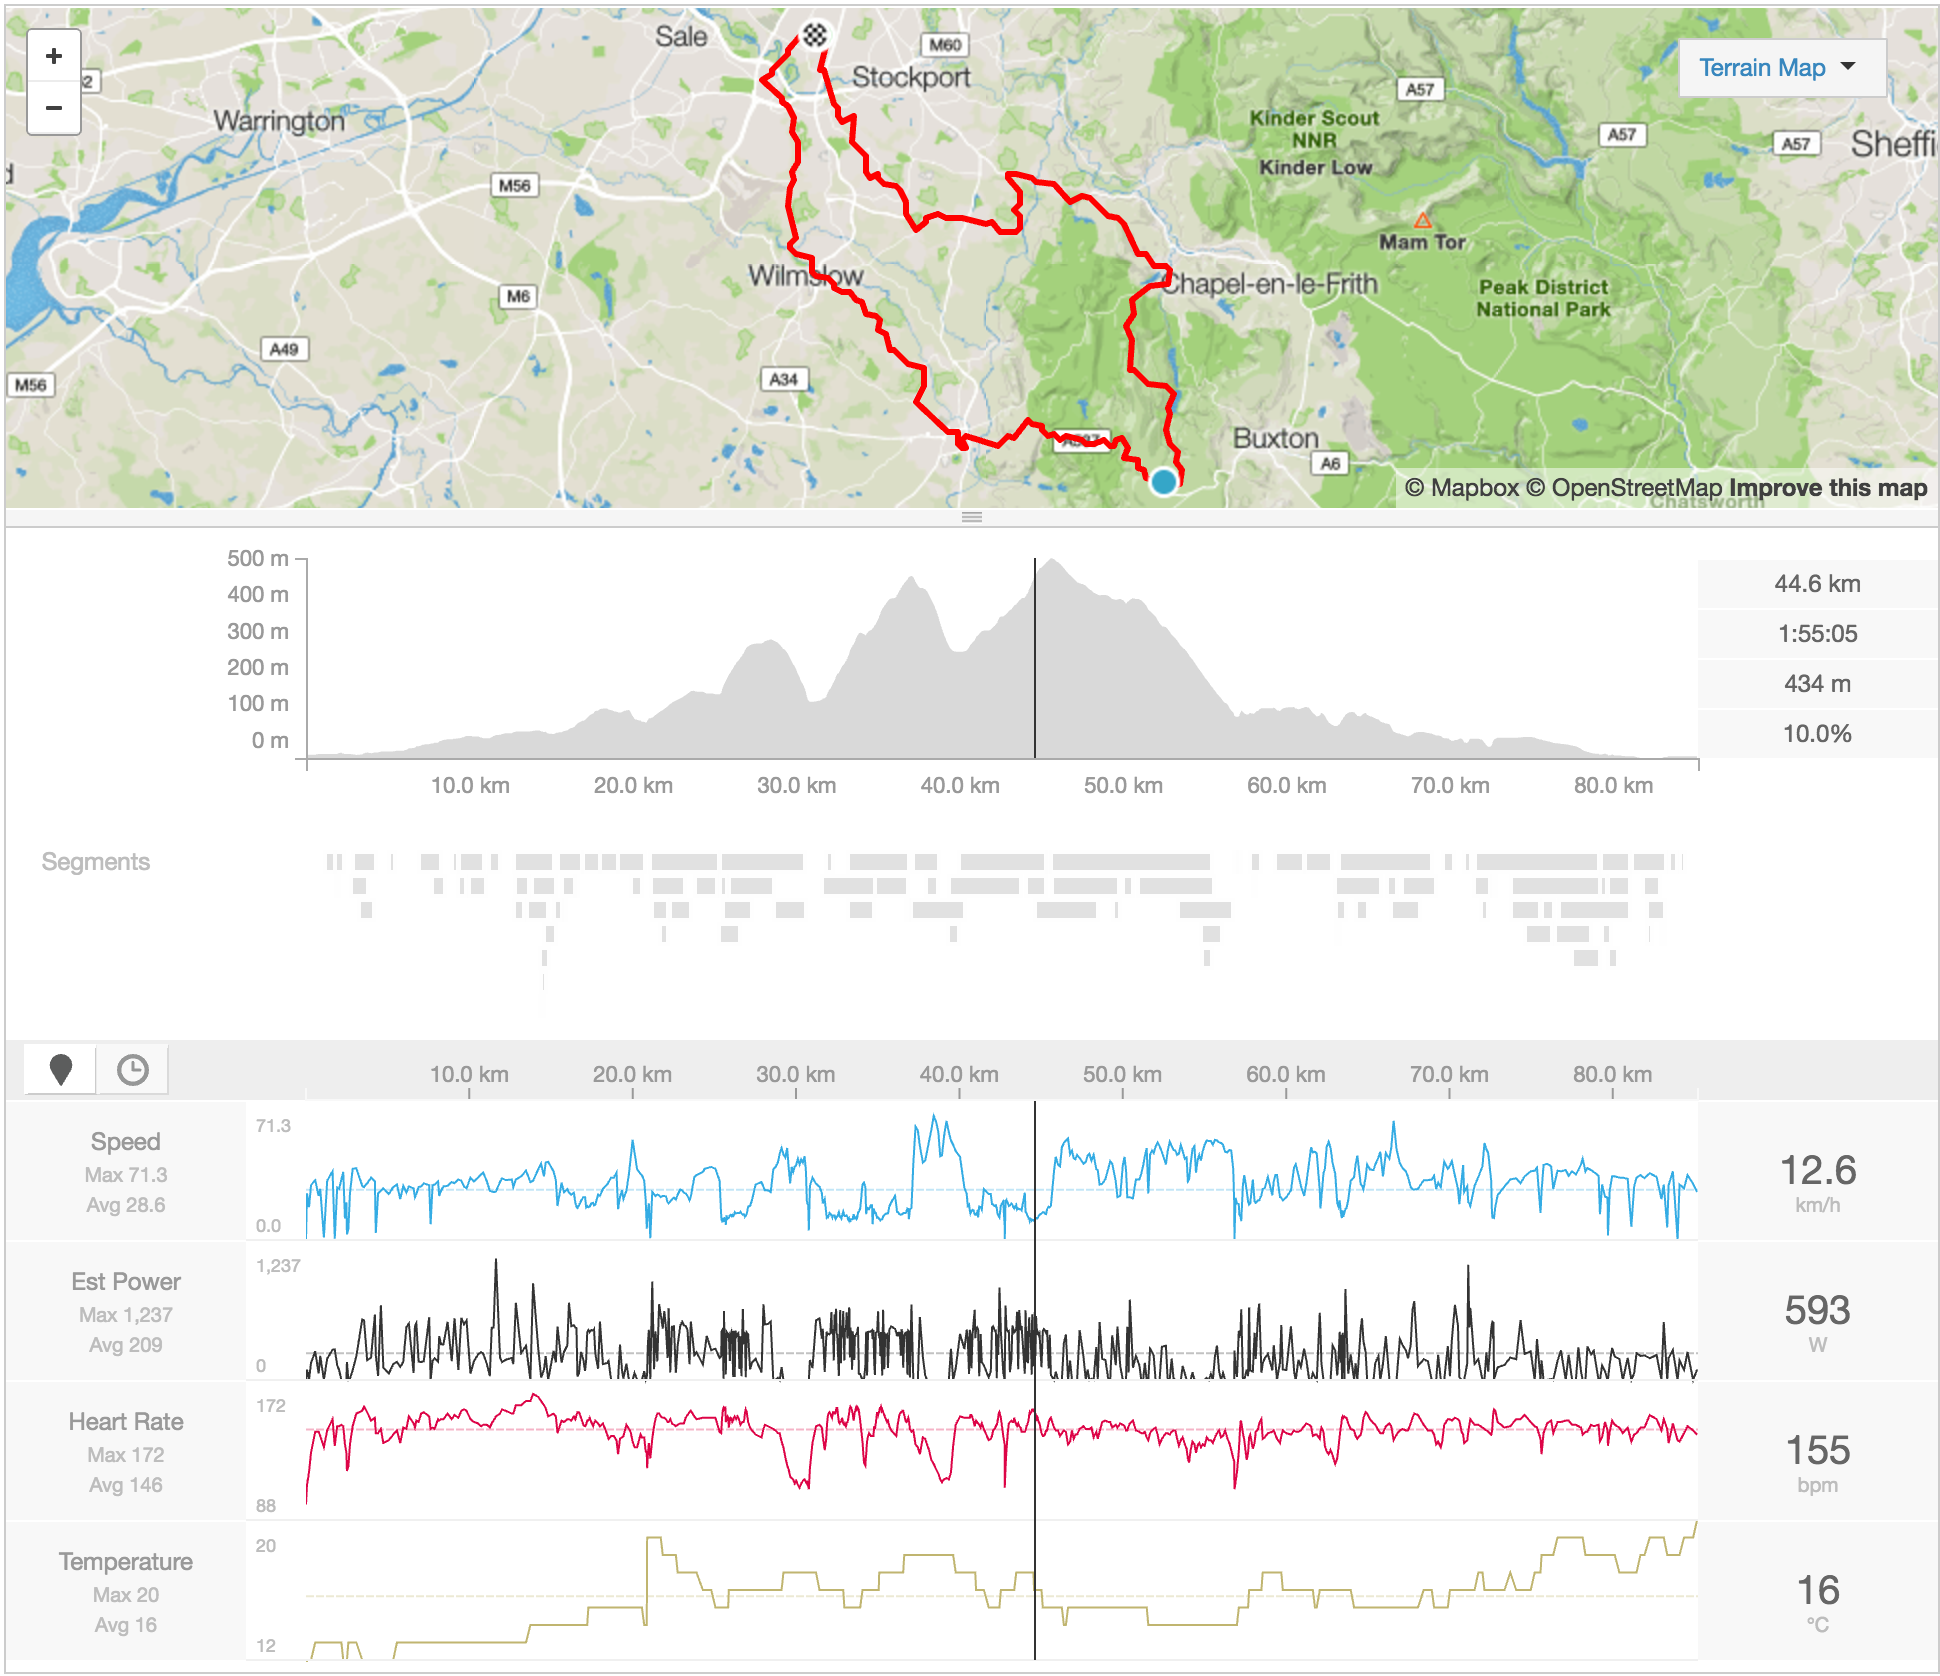 +
−
Sale
M60
Stockport
Terrain Map
A57
Warrington
Kinder Scout
NNR
Kinder Low
A57
A57
Sheffi
M56
Mam Tor
Wilmslow
Chapel-en-le-Frith
Peak District
National Park
M6
A49
A34
M56
Buxton
A6
© Mapbox © OpenStreetMap Improve this map
Chatsworth
500 m
400 m
300 m
200 m
100 m
0 m
44.6 km
1:55:05
434 m
10.0%
10.0 km 20.0 km 30.0 km 40.0 km 50.0 km 60.0 km 70.0 km 80.0 km
Segments
10.0 km 20.0 km 30.0 km 40.0 km 50.0 km 60.0 km 70.0 km 80.0 km
Speed
Max 71.3
Avg 28.6
71.3
0.0
12.6
km/h
Est Power
Max 1,237
Avg 209
1,237
0
593
W
Heart Rate
Max 172
Avg 146
172
88
155
bpm
Temperature
Max 20
Avg 16
20
12
16
°C